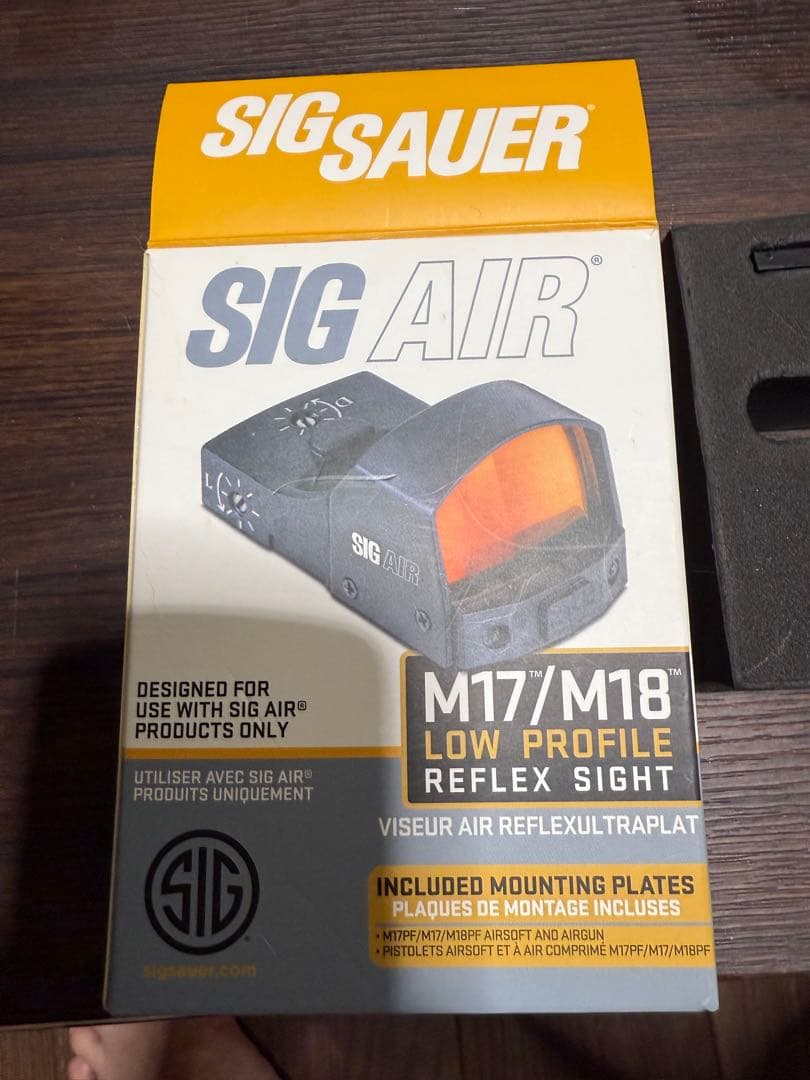 SIG SAUER®
SIG AIR®
D
L
SIG AIR
DESIGNED FOR
USE WITH SIG AIR®
PRODUCTS ONLY
M17™/M18™
LOW PROFILE
REFLEX SIGHT
UTILISER AVEC SIG AIR®
PRODUITS UNIQUEMENT
VISEUR AIR REFLEXULTRAPLAT
SIG
sigsauer.com
INCLUDED MOUNTING PLATES
PLAQUES DE MONTAGE INCLUSES
• M17PF/M17/M18PF AIRSOFT AND AIRGUN
• PISTOLETS AIRSOFT ET À AIR COMPRIMÉ M17PF/M17/M18PF